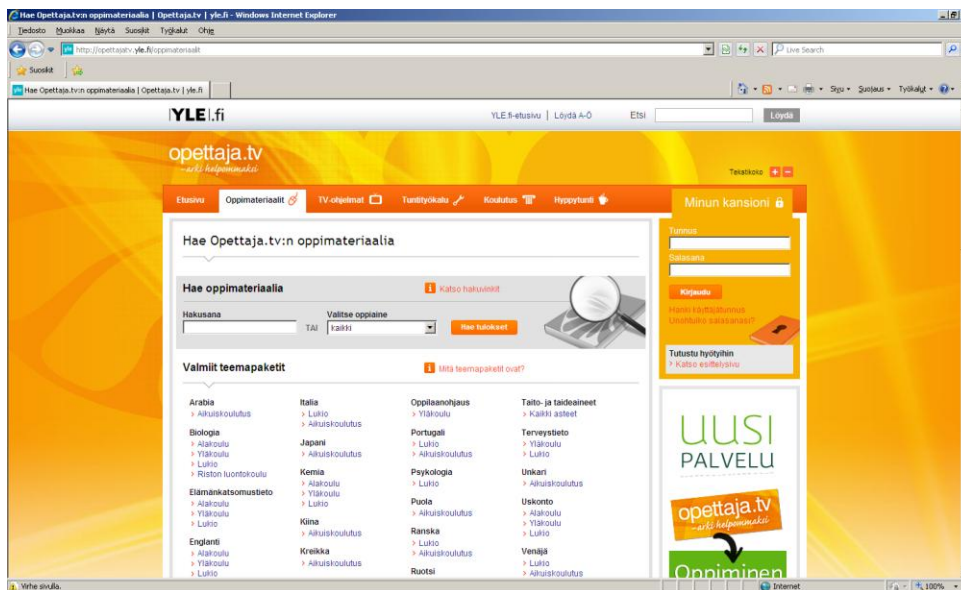 Hae Opettaja.tv:n oppimateriaalia | Opettaja.tv | yle.fi - Windows Internet Explorer
Tiedosto Muokkaa Näytä Suosikit Työkalut Ohje
http://opettajatv.yle.fi/oppimateriaalit
Live Search
Suosikit
Hae Opettaja.tv:n oppimateriaalia | Opettaja.tv | yle.fi
Sivu Suojaus Työkalut
YLE.fi
YLE.fi-etusivu | Löydä A-Ö
Etsi
Löydä
opettaja.tv
-arki helpommaksi
Tekstikoko + -
Etusivu Oppimateriaalit TV-ohjelmat Tuntityökalu Koulutus Hyppytunti
Minun kansioni
Hae Opettaja.tv:n oppimateriaalia
Hae oppimateriaalia
Katso hakuvinkit
Hakusana
Valitse oppiaine
TAI
kaikki
Hae tulokset
Valmiit teemapaketit
Mitä teemapaketit ovat?
Arabia
> Aikuiskoulutus
Biologia
> Alakoulu
> Yläkoulu
> Lukio
> Riston luontokoulu
Elämänkatsomustieto
> Alakoulu
> Yläkoulu
> Lukio
Englanti
> Alakoulu
> Yläkoulu
> Lukio
Italia
> Lukio
> Aikuiskoulutus
Japani
> Aikuiskoulutus
Kemia
> Alakoulu
> Yläkoulu
> Lukio
Kiina
> Aikuiskoulutus
Kreikka
> Aikuiskoulutus
Oppilaanohjaus
> Yläkoulu
Portugali
> Lukio
> Aikuiskoulutus
Psykologia
> Lukio
Puola
> Aikuiskoulutus
Ranska
> Lukio
> Aikuiskoulutus
Ruotsi
Taito- ja taideaineet
> Kaikki asteet
Terveystieto
> Yläkoulu
> Lukio
Unkari
> Aikuiskoulutus
Uskonto
> Alakoulu
> Yläkoulu
> Lukio
Venäjä
> Lukio
> Aikuiskoulutus
Tunnus
Salasana
Kirjaudu
Hanki käyttäjätunnus
Unohtuiko salasanasi?
Tutustu hyötyihin
> Katso esittelysivu
UUSI
PALVELU
opettaja.tv
-arki helpommaksi
Oppiminen
Virhe sivulla.
Internet
100%